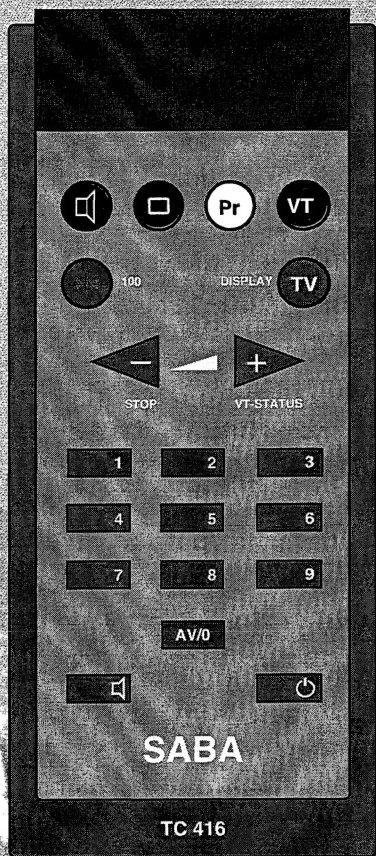 Pr VT
100 DISPLAY TV
− +
STOP VT-STATUS
1 2 3
4 5 6
7 8 9
AV/0
SABA
TC 416